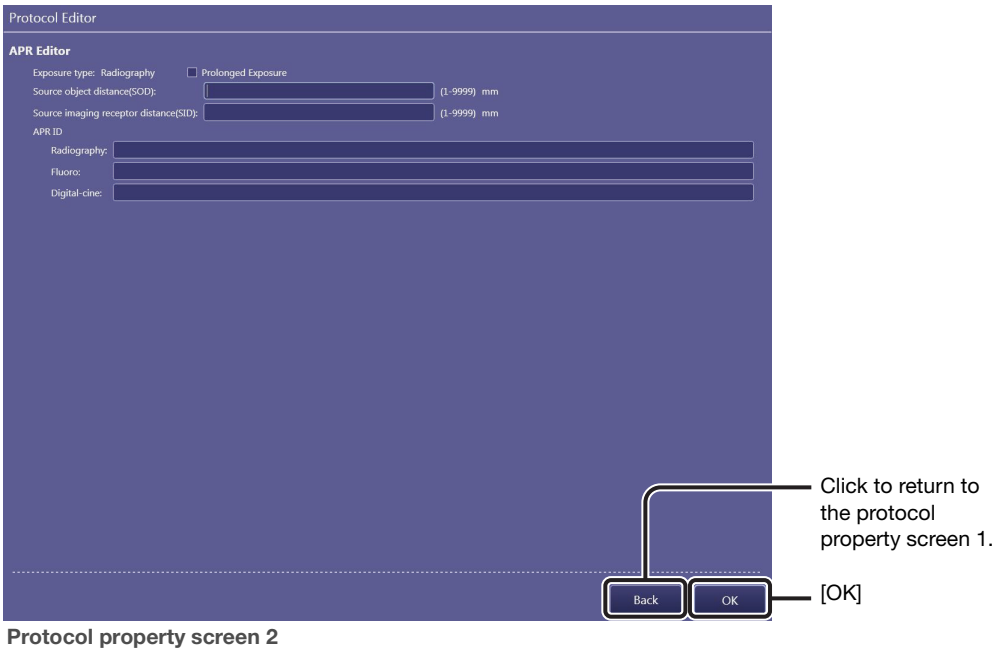 Protocol Editor
APR Editor
Exposure type: Radiography Prolonged Exposure
Source object distance(SOD): (1-9999) mm
Source imaging receptor distance(SID): (1-9999) mm
APR ID
Radiography:
Fluoro:
Digital-cine:
Click to return to
the protocol
property screen 1.
Back OK [OK]
Protocol property screen 2